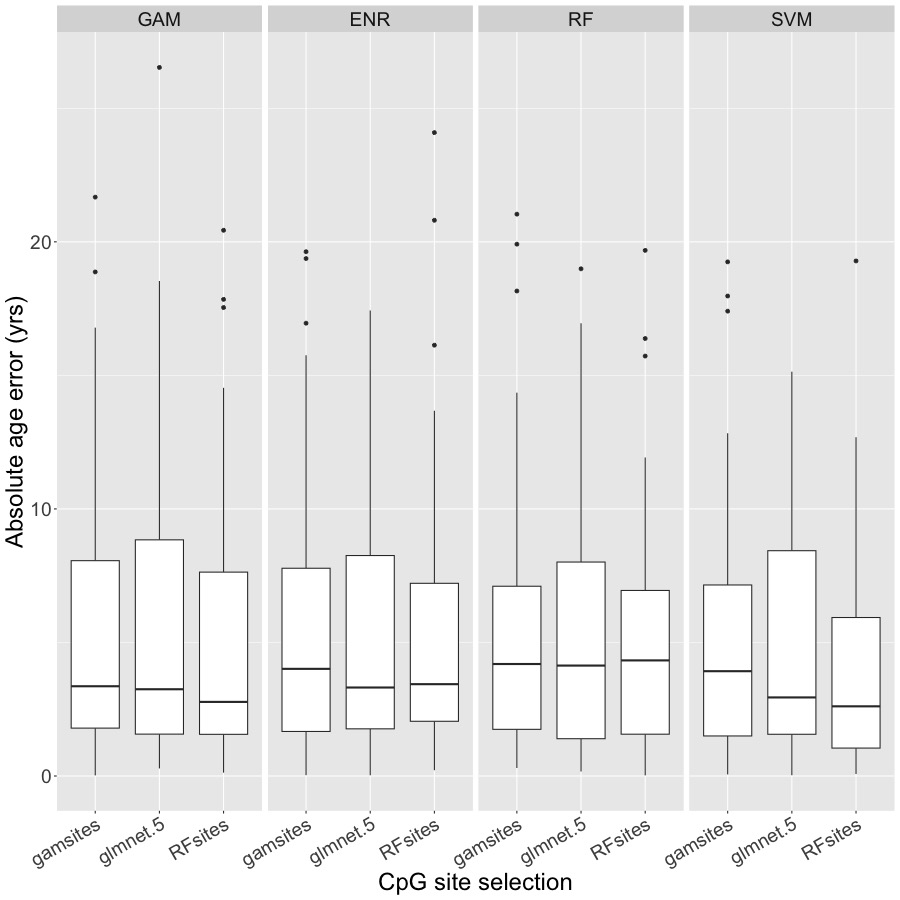 GAM ENR RF SVM
Absolute age error (yrs)
20
10
0
gamsites glmnet.5 RFsites gamsites glmnet.5 RFsites gamsites glmnet.5 RFsites gamsites glmnet.5 RFsites
CpG site selection